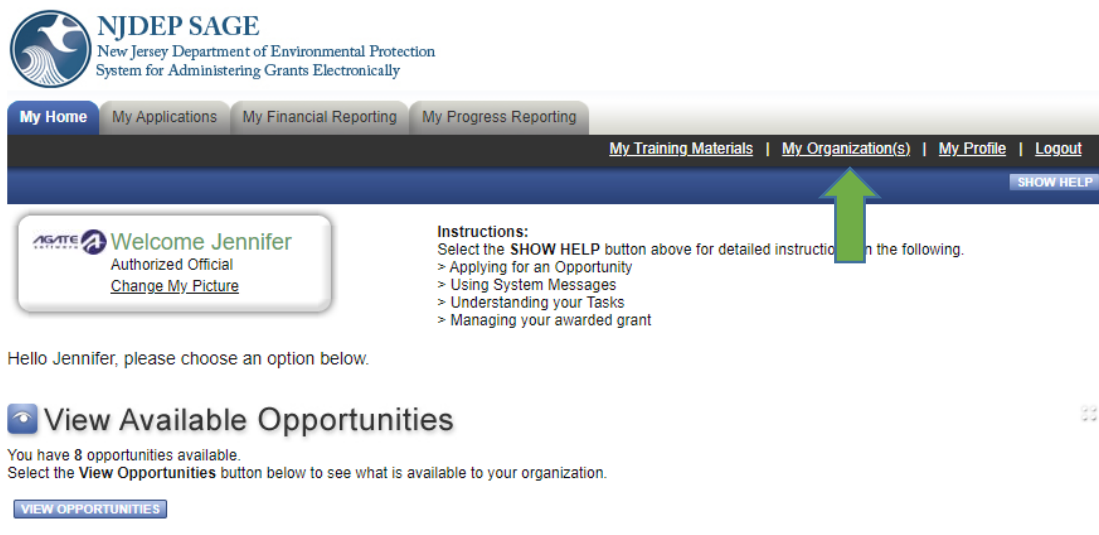 NJDEP SAGE
New Jersey Department of Environmental Protection
System for Administering Grants Electronically
My Home My Applications My Financial Reporting My Progress Reporting
My Training Materials | My Organization(s) | My Profile | Logout
SHOW HELP
AGATE
Welcome Jennifer
Authorized Official
Change My Picture
Instructions:
Select the SHOW HELP button above for detailed instruction n the following.
> Applying for an Opportunity
> Using System Messages
> Understanding your Tasks
> Managing your awarded grant
Hello Jennifer, please choose an option below.
View Available Opportunities
You have 8 opportunities available.
Select the View Opportunities button below to see what is available to your organization.
VIEW OPPORTUNITIES